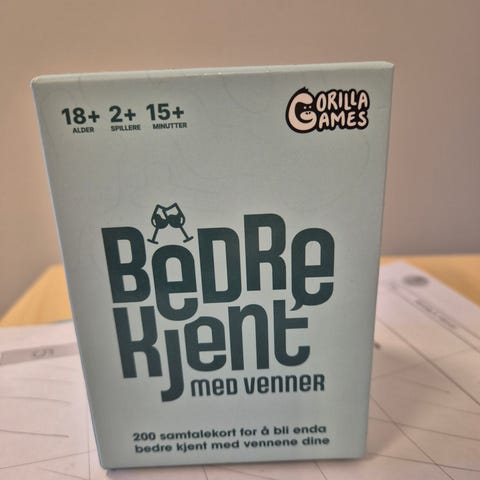 18+ 2+ 15+
ALDER SPILLERE MINUTTER
GORILLA
GAMES
BEDRE
KJENT
MED VENNER
200 samtalekort for å bli enda
bedre kjent med vennene dine